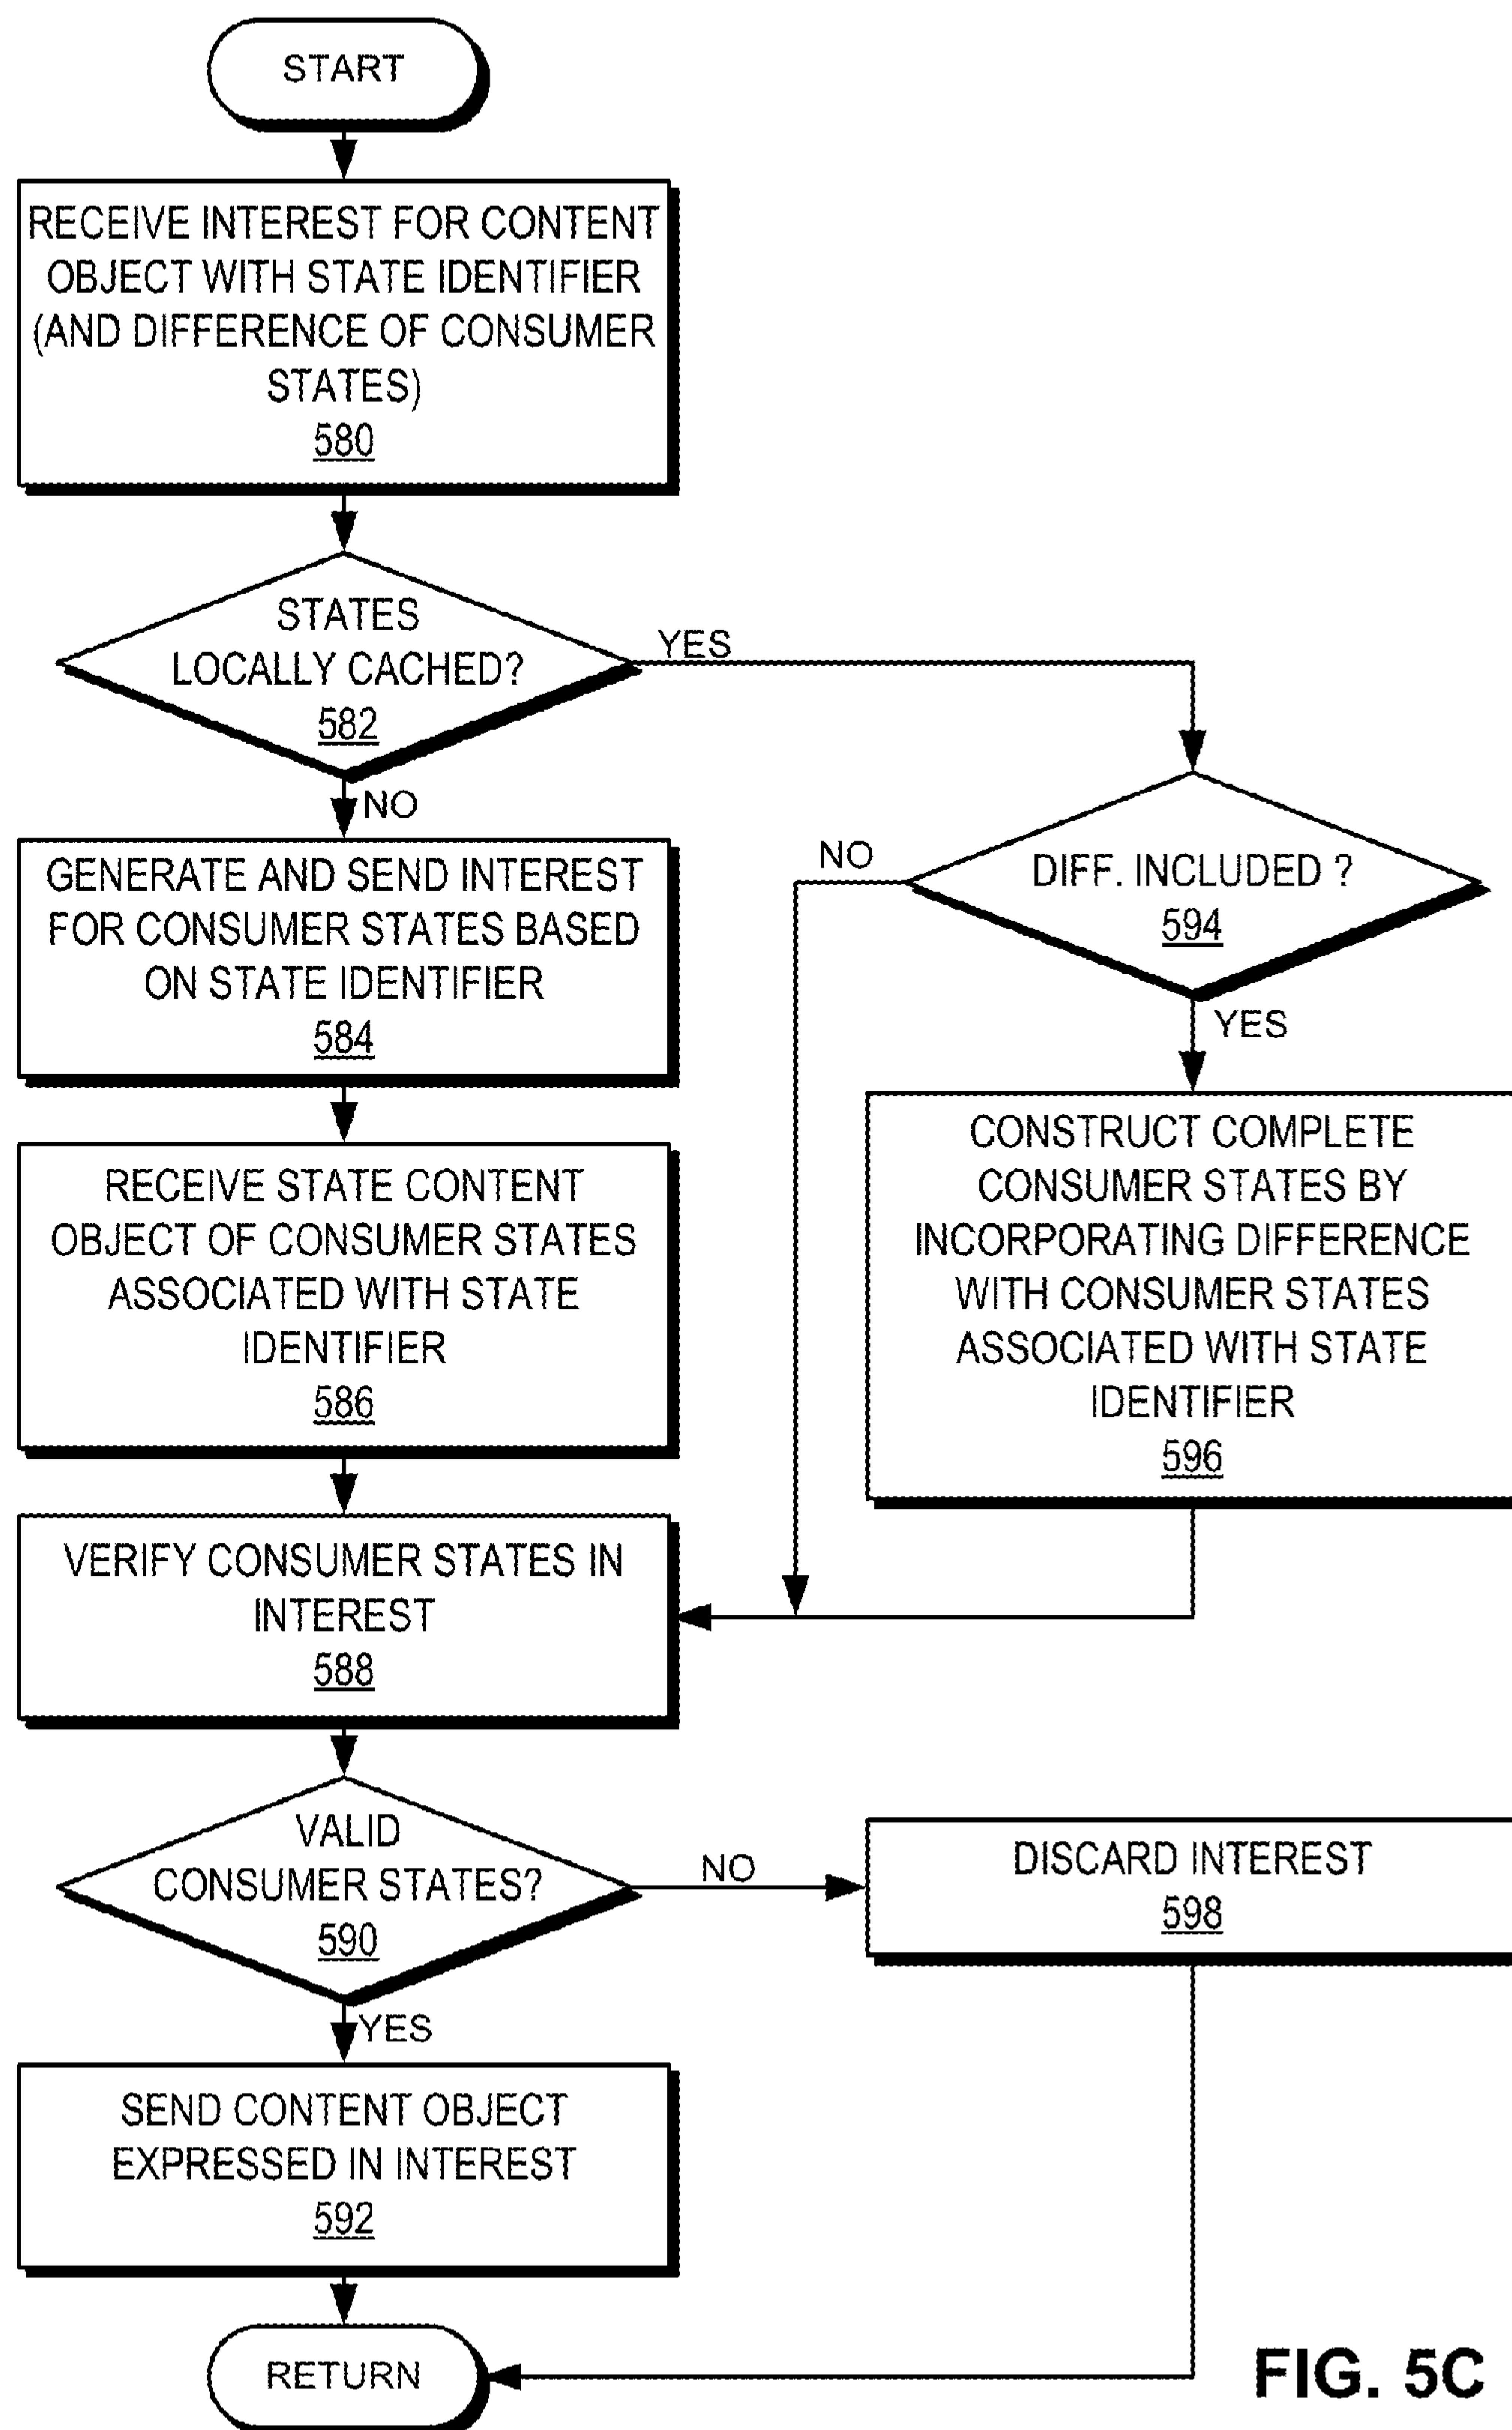 START
RECEIVE INTEREST FOR CONTENT
OBJECT WITH STATE IDENTIFIER
(AND DIFFERENCE OF CONSUMER
STATES)
580
STATES
LOCALLY CACHED?
582
YES
NO
GENERATE AND SEND INTEREST
FOR CONSUMER STATES BASED
ON STATE IDENTIFIER
584
DIFF. INCLUDED ?
594
NO
YES
RECEIVE STATE CONTENT
OBJECT OF CONSUMER STATES
ASSOCIATED WITH STATE
IDENTIFIER
586
CONSTRUCT COMPLETE
CONSUMER STATES BY
INCORPORATING DIFFERENCE
WITH CONSUMER STATES
ASSOCIATED WITH STATE
IDENTIFIER
596
VERIFY CONSUMER STATES IN
INTEREST
588
VALID
CONSUMER STATES?
590
NO
DISCARD INTEREST
598
YES
SEND CONTENT OBJECT
EXPRESSED IN INTEREST
592
RETURN
FIG. 5C